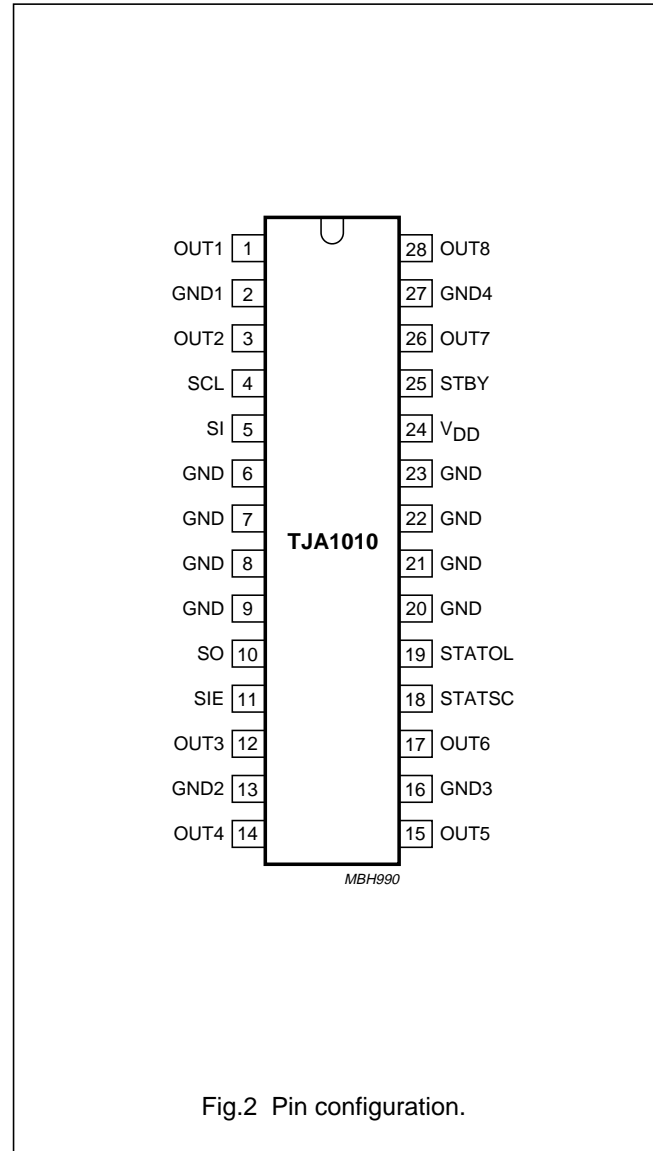 OUT1 1 28 OUT8
GND1 2 27 GND4
OUT2 3 26 OUT7
SCL 4 25 STBY
SI 5 24 VDD
GND 6 23 GND
GND 7 22 GND
TJA1010
GND 8 21 GND
GND 9 20 GND
SO 10 19 STATOL
SIE 11 18 STATSC
OUT3 12 17 OUT6
GND2 13 16 GND3
OUT4 14 15 OUT5
MBH990
Fig.2 Pin configuration.